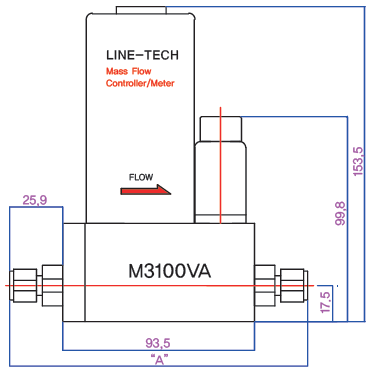 LINE-TECH
Mass Flow
Controller/Meter
FLOW
25,9
153,5
99,8
M3100VA
17,5
93,5
"A"